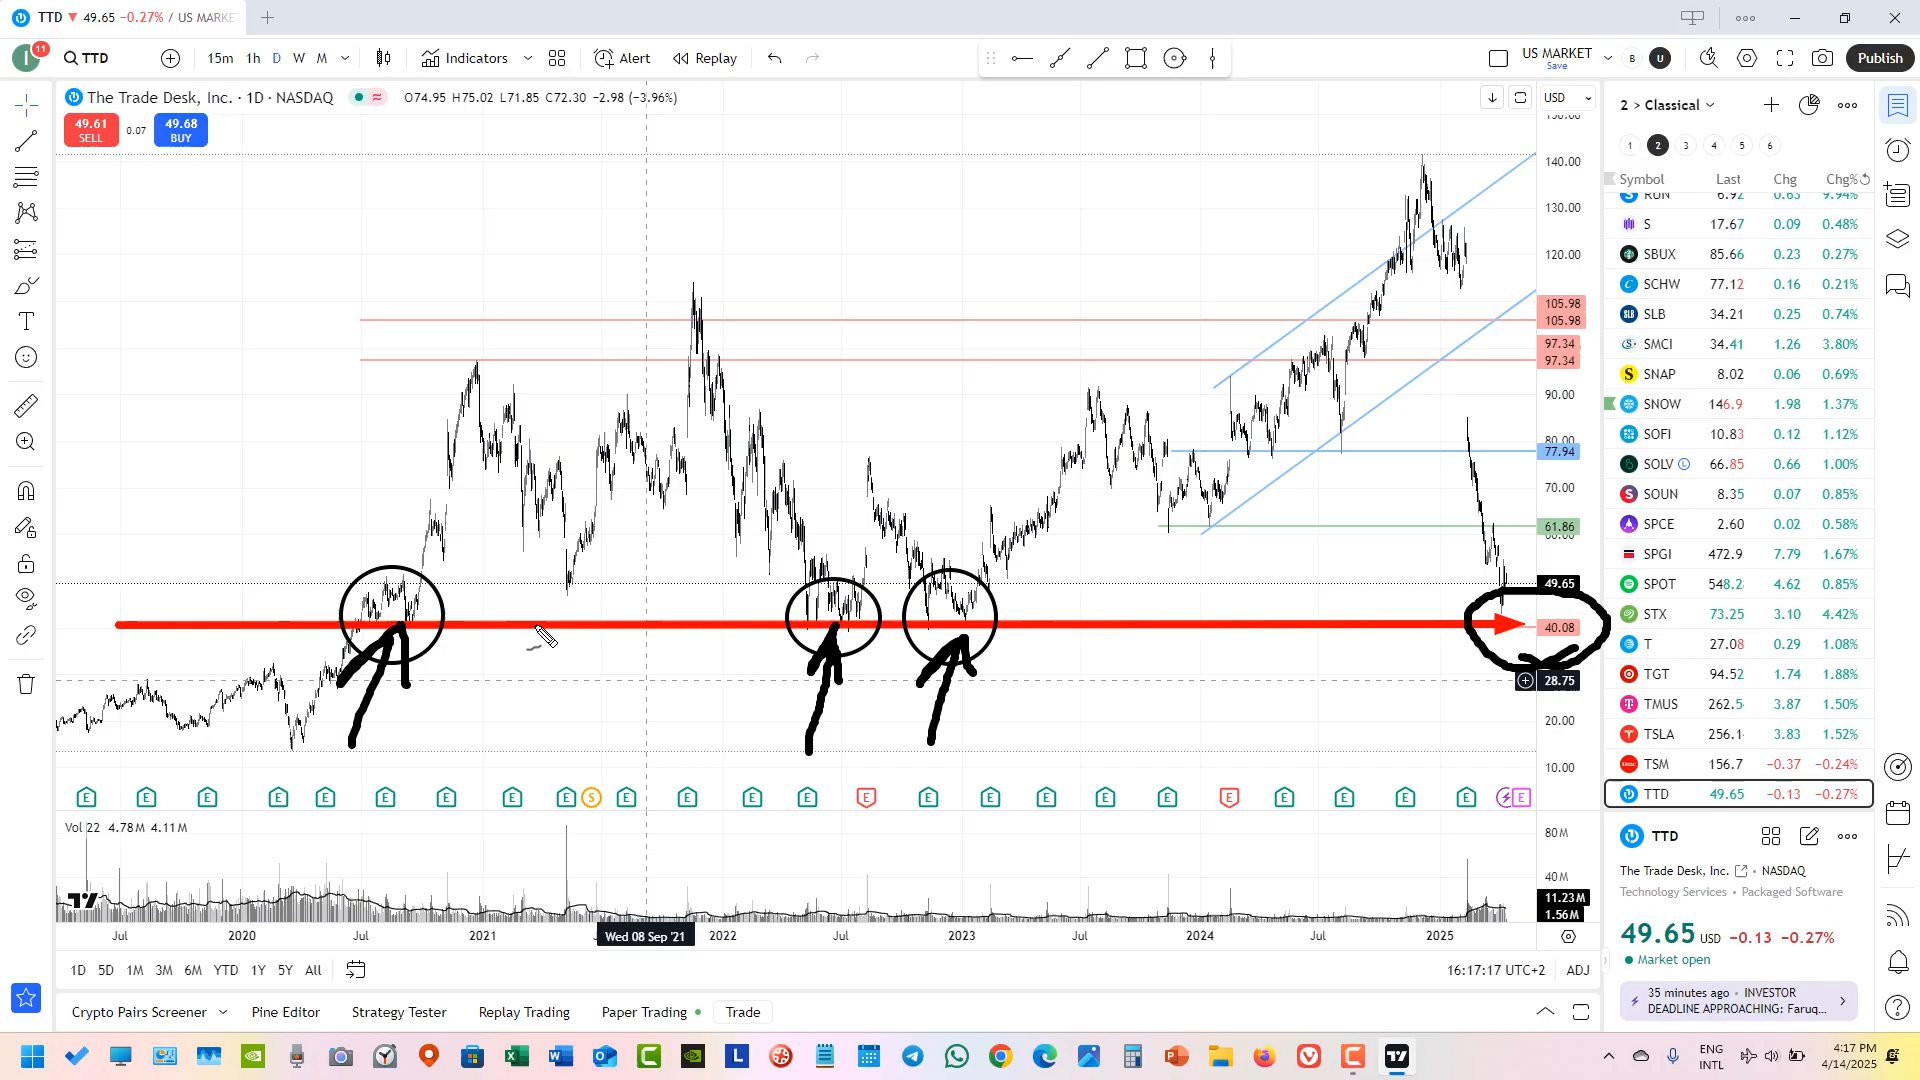 TTD 49.65 -0.27% / US MARKE
11
TTD 15m 1h D W M Indicators Alert Replay US MARKET Save B U Publish
The Trade Desk, Inc. · 1D · NASDAQ O74.95 H75.02 L71.85 C72.30 -2.98 (-3.96%) USD
49.61 SELL 0.07 49.68 BUY
150.00
140.00
130.00
120.00
105.98
105.98
97.34
97.34
90.00
80.00
77.94
70.00
61.86
60.00
49.65
40.08
28.75
20.00
10.00
E E E E E E E E E S E E E E E E E E E E E E E E E E
Vol 22 4.78M 4.11M
80M
40M
11.23M
1.56M
Jul 2020 Jul 2021 Wed 08 Sep '21 2022 Jul 2023 Jul 2024 Jul 2025
1D 5D 1M 3M 6M YTD 1Y 5Y All 16:17:17 UTC+2 ADJ
Crypto Pairs Screener Pine Editor Strategy Tester Replay Trading Paper Trading Trade
2 > Classical
1 2 3 4 5 6
Symbol Last Chg Chg%
RUN 6.92 0.63 9.94%
S 17.67 0.09 0.48%
SBUX 85.66 0.23 0.27%
SCHW 77.12 0.16 0.21%
SLB 34.21 0.25 0.74%
SMCI 34.41 1.26 3.80%
SNAP 8.02 0.06 0.69%
SNOW 146.9 1.98 1.37%
SOFI 10.83 0.12 1.12%
SOLV L 66.85 0.66 1.00%
SOUN 8.35 0.07 0.85%
SPCE 2.60 0.02 0.58%
SPGI 472.9 7.79 1.67%
SPOT 548.2 4.62 0.85%
STX 73.25 3.10 4.42%
T 27.08 0.29 1.08%
TGT 94.52 1.74 1.88%
TMUS 262.5 3.87 1.50%
TSLA 256.1 3.83 1.52%
TSM 156.7 -0.37 -0.24%
TTD 49.65 -0.13 -0.27%
TTD
The Trade Desk, Inc. • NASDAQ
Technology Services • Packaged Software
49.65 USD -0.13 -0.27%
Market open
35 minutes ago • INVESTOR
DEADLINE APPROACHING: Faruq...
ENG
INTL
4:17 PM
4/14/2025